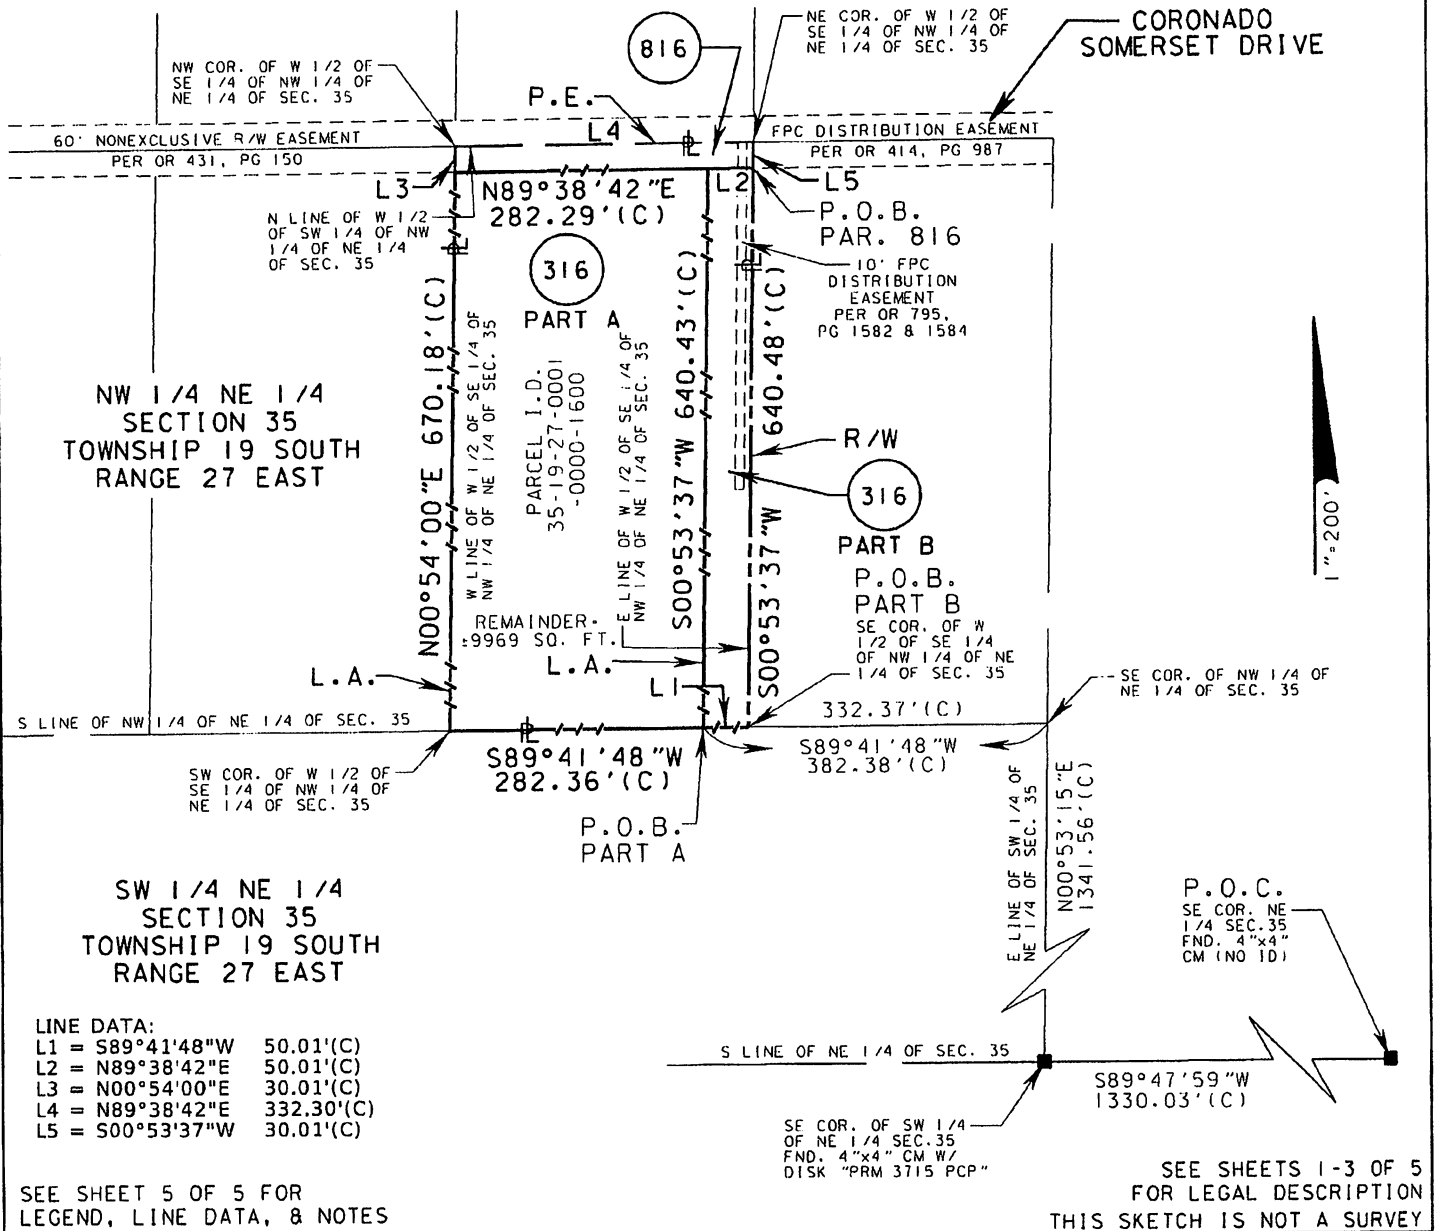 NE COR. OF W 1/2 OF
SE 1/4 OF NW 1/4 OF
NE 1/4 OF SEC. 35
CORONADO
SOMERSET DRIVE
816
NW COR. OF W 1/2 OF
SE 1/4 OF NW 1/4 OF
NE 1/4 OF SEC. 35
P.E.
60' NONEXCLUSIVE R/W EASEMENT
PER OR 431, PG 150
L4
FPC DISTRIBUTION EASEMENT
PER OR 414, PG 987
L3
N89°38'42"E
282.29'(C)
L2
L5
P.O.B.
PAR. 816
N LINE OF W 1/2
OF SW 1/4 OF NW
1/4 OF NE 1/4
OF SEC. 35
316
PART A
10' FPC
DISTRIBUTION
EASEMENT
PER OR 795,
PG 1582 & 1584
N00°54'00"E 670.18'(C)
W LINE OF W 1/2 OF SE 1/4 OF
NW 1/4 OF NE 1/4 OF SEC. 35
PARCEL I.D.
35-19-27-0001
-0000-1600
E LINE OF W 1/2 OF SE 1/4 OF
NW 1/4 OF NE 1/4 OF SEC. 35
S00°53'37"W 640.43'(C)
S00°53'37"W 640.48'(C)
NW 1/4 NE 1/4
SECTION 35
TOWNSHIP 19 SOUTH
RANGE 27 EAST
R/W
316
PART B
1"=200'
P.O.B.
PART B
SE COR. OF W
1/2 OF SE 1/4
OF NW 1/4 OF NE
1/4 OF SEC. 35
REMAINDER-
±9969 SQ. FT.
L.A.
L.A.
L1
SE COR. OF NW 1/4 OF
NE 1/4 OF SEC. 35
S LINE OF NW 1/4 OF NE 1/4 OF SEC. 35
332.37'(C)
S89°41'48"W
282.36'(C)
S89°41'48"W
382.38'(C)
SW COR. OF W 1/2 OF
SE 1/4 OF NW 1/4 OF
NE 1/4 OF SEC. 35
P.O.B.
PART A
E LINE OF SW 1/4 OF
NE 1/4 OF SEC. 35
N00°53'15"E
1341.56'(C)
SW 1/4 NE 1/4
SECTION 35
TOWNSHIP 19 SOUTH
RANGE 27 EAST
P.O.C.
SE COR. NE
1/4 SEC.35
FND. 4"x4"
CM (NO ID)
LINE DATA:
L1 = S89°41'48"W 50.01'(C)
L2 = N89°38'42"E 50.01'(C)
L3 = N00°54'00"E 30.01'(C)
L4 = N89°38'42"E 332.30'(C)
L5 = S00°53'37"W 30.01'(C)
S LINE OF NE 1/4 OF SEC. 35
S89°47'59"W
1330.03'(C)
SE COR. OF SW 1/4
OF NE 1/4 SEC.35
FND. 4"x4" CM W/
DISK "PRM 3715 PCP"
SEE SHEET 5 OF 5 FOR
LEGEND, LINE DATA, & NOTES
SEE SHEETS 1-3 OF 5
FOR LEGAL DESCRIPTION
THIS SKETCH IS NOT A SURVEY